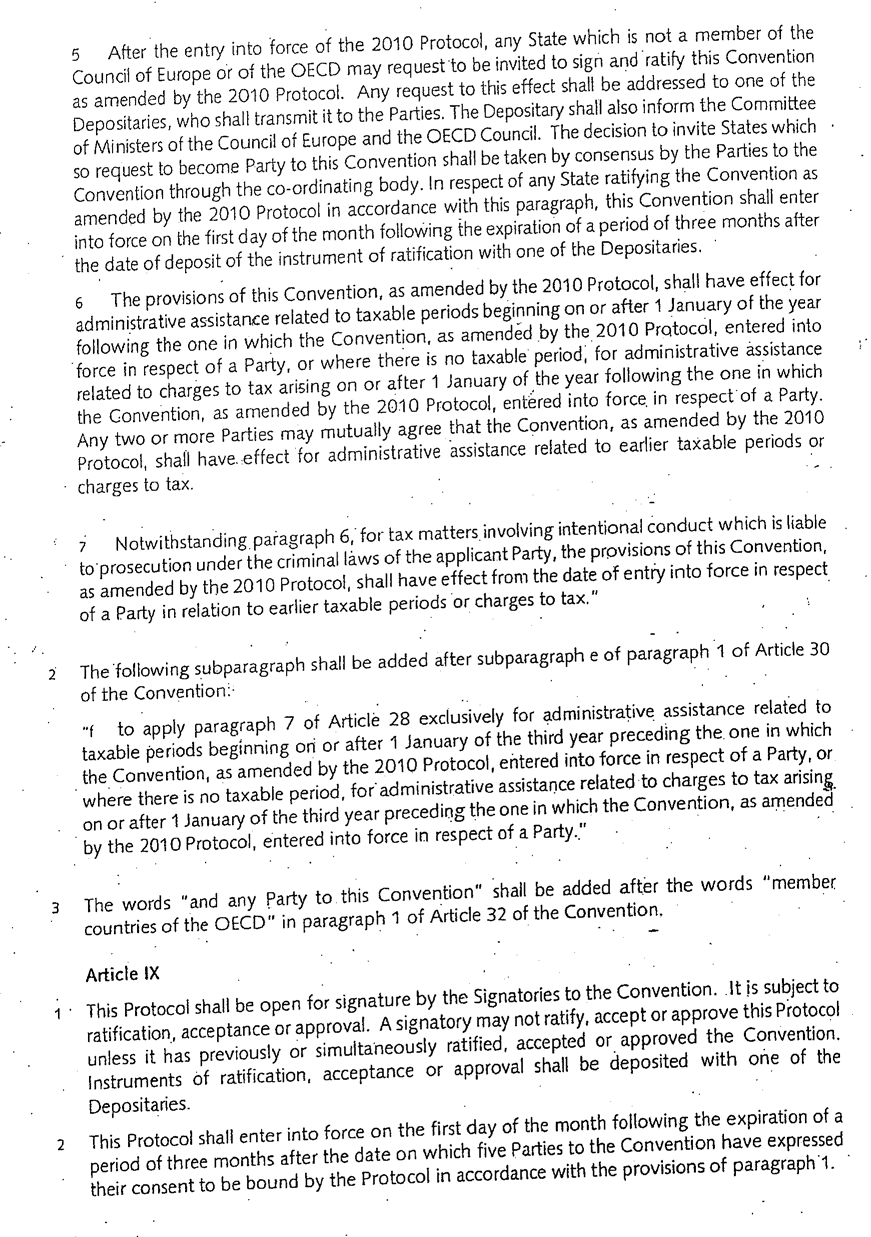 5 After the entry into force of the 2010 Protocol, any State which is not a member of the
Council of Europe or of the OECD may request to be invited to sign and ratify this Convention
as amended by the 2010 Protocol. Any request to this effect shall be addressed to one of the
Depositaries, who shall transmit it to the Parties. The Depositary shall also inform the Committee
of Ministers of the Council of Europe and the OECD Council. The decision to invite States which
so request to become Party to this Convention shall be taken by consensus by the Parties to the
Convention through the co-ordinating body. In respect of any State ratifying the Convention as
amended by the 2010 Protocol in accordance with this paragraph, this Convention shall enter
into force on the first day of the month following the expiration of a period of three months after
the date of deposit of the instrument of ratification with one of the Depositaries.
6 The provisions of this Convention, as amended by the 2010 Protocol, shall have effect for
administrative assistance related to taxable periods beginning on or after 1 January of the year
following the one in which the Convention, as amended by the 2010 Protocol, entered into
force in respect of a Party, or where there is no taxable period, for administrative assistance
related to charges to tax arising on or after 1 January of the year following the one in which
the Convention, as amended by the 2010 Protocol, entered into force in respect of a Party.
Any two or more Parties may mutually agree that the Convention, as amended by the 2010
Protocol, shall have effect for administrative assistance related to earlier taxable periods or
charges to tax.
7 Notwithstanding paragraph 6, for tax matters involving intentional conduct which is liable
to prosecution under the criminal laws of the applicant Party, the provisions of this Convention,
as amended by the 2010 Protocol, shall have effect from the date of entry into force in respect
of a Party in relation to earlier taxable periods or charges to tax."
2 The following subparagraph shall be added after subparagraph e of paragraph 1 of Article 30
of the Convention:
"f to apply paragraph 7 of Article 28 exclusively for administrative assistance related to
taxable periods beginning on or after 1 January of the third year preceding the one in which
the Convention, as amended by the 2010 Protocol, entered into force in respect of a Party, or
where there is no taxable period, for administrative assistance related to charges to tax arising
on or after 1 January of the third year preceding the one in which the Convention, as amended
by the 2010 Protocol, entered into force in respect of a Party."
3 The words "and any Party to this Convention" shall be added after the words "member
countries of the OECD" in paragraph 1 of Article 32 of the Convention.
Article IX
1 This Protocol shall be open for signature by the Signatories to the Convention. It is subject to
ratification, acceptance or approval. A signatory may not ratify, accept or approve this Protocol
unless it has previously or simultaneously ratified, accepted or approved the Convention.
Instruments of ratification, acceptance or approval shall be deposited with one of the
Depositaries.
2 This Protocol shall enter into force on the first day of the month following the expiration of a
period of three months after the date on which five Parties to the Convention have expressed
their consent to be bound by the Protocol in accordance with the provisions of paragraph 1.